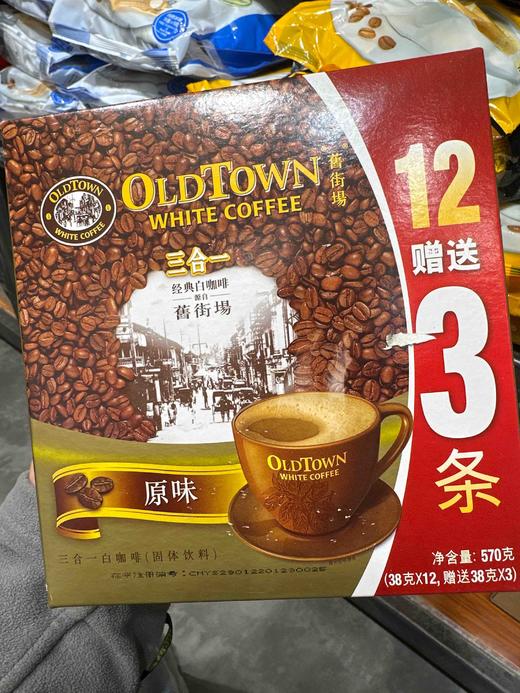 OLDTOWN
WHITE COFFEE
OLDTOWN
WHITE COFFEE
舊街場
三合一
经典白咖啡
源自
舊街場
12
赠送
3
条
OLDTOWN
WHITE COFFEE
原味
三合一白咖啡(固体饮料)
净含量: 570克
(38克X12, 赠送38克X3)